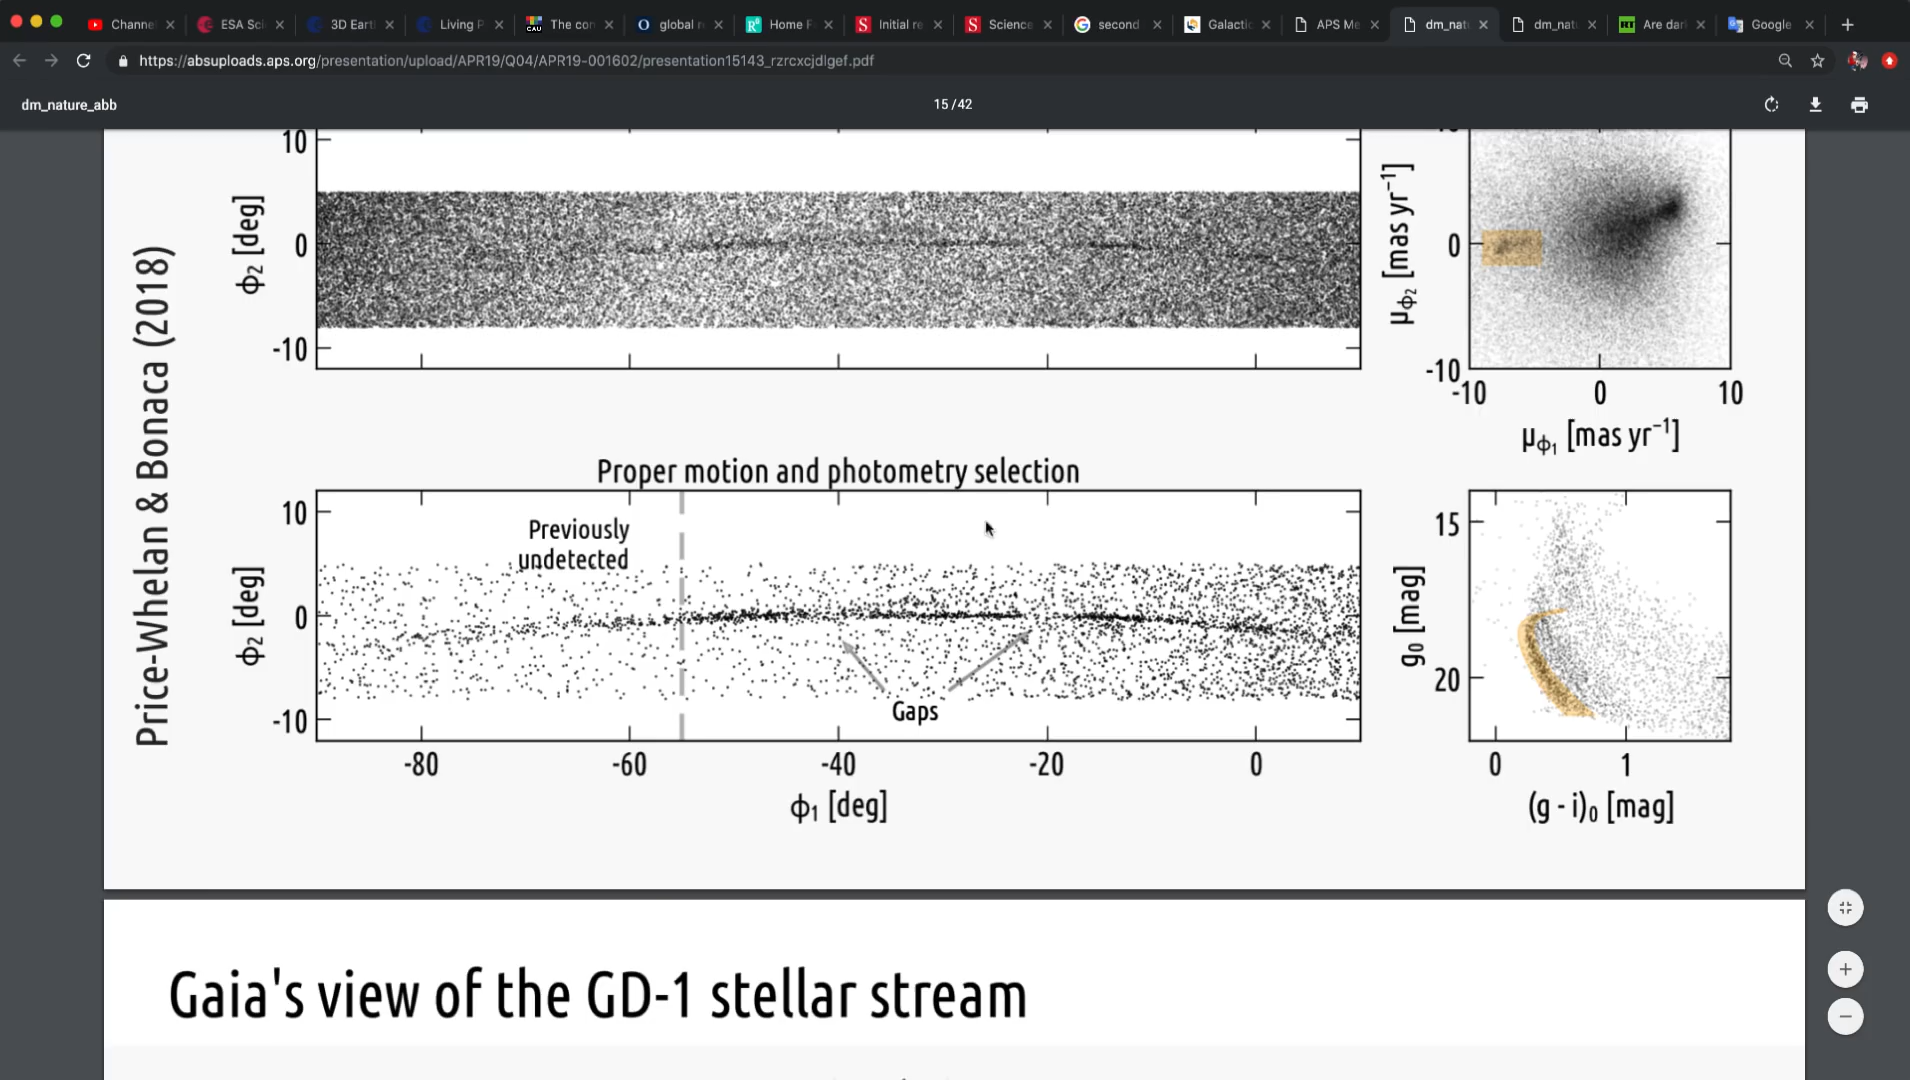 Channe
ESA Sci
3D Eart
Living P
The con
global r
Home F
Initial re
Science
second
Galactic
APS Me
dm_natu
dm_natu
Are dar
Google
https://absuploads.aps.org/presentation/upload/APR19/Q04/APR19-001602/presentation15143_rzrcxcjdlgef.pdf
dm_nature_abb
15 / 42
Price-Whelan & Bonaca (2018)
10
0
-10
ϕ₂ [deg]
0
-10
μϕ₂ [mas yr⁻¹]
-10
0
10
μϕ₁ [mas yr⁻¹]
Proper motion and photometry selection
10
0
-10
ϕ₂ [deg]
Previously
undetected
Gaps
-80
-60
-40
-20
0
ϕ₁ [deg]
15
20
g₀ [mag]
0
1
(g - i)₀ [mag]
Gaia's view of the GD-1 stellar stream